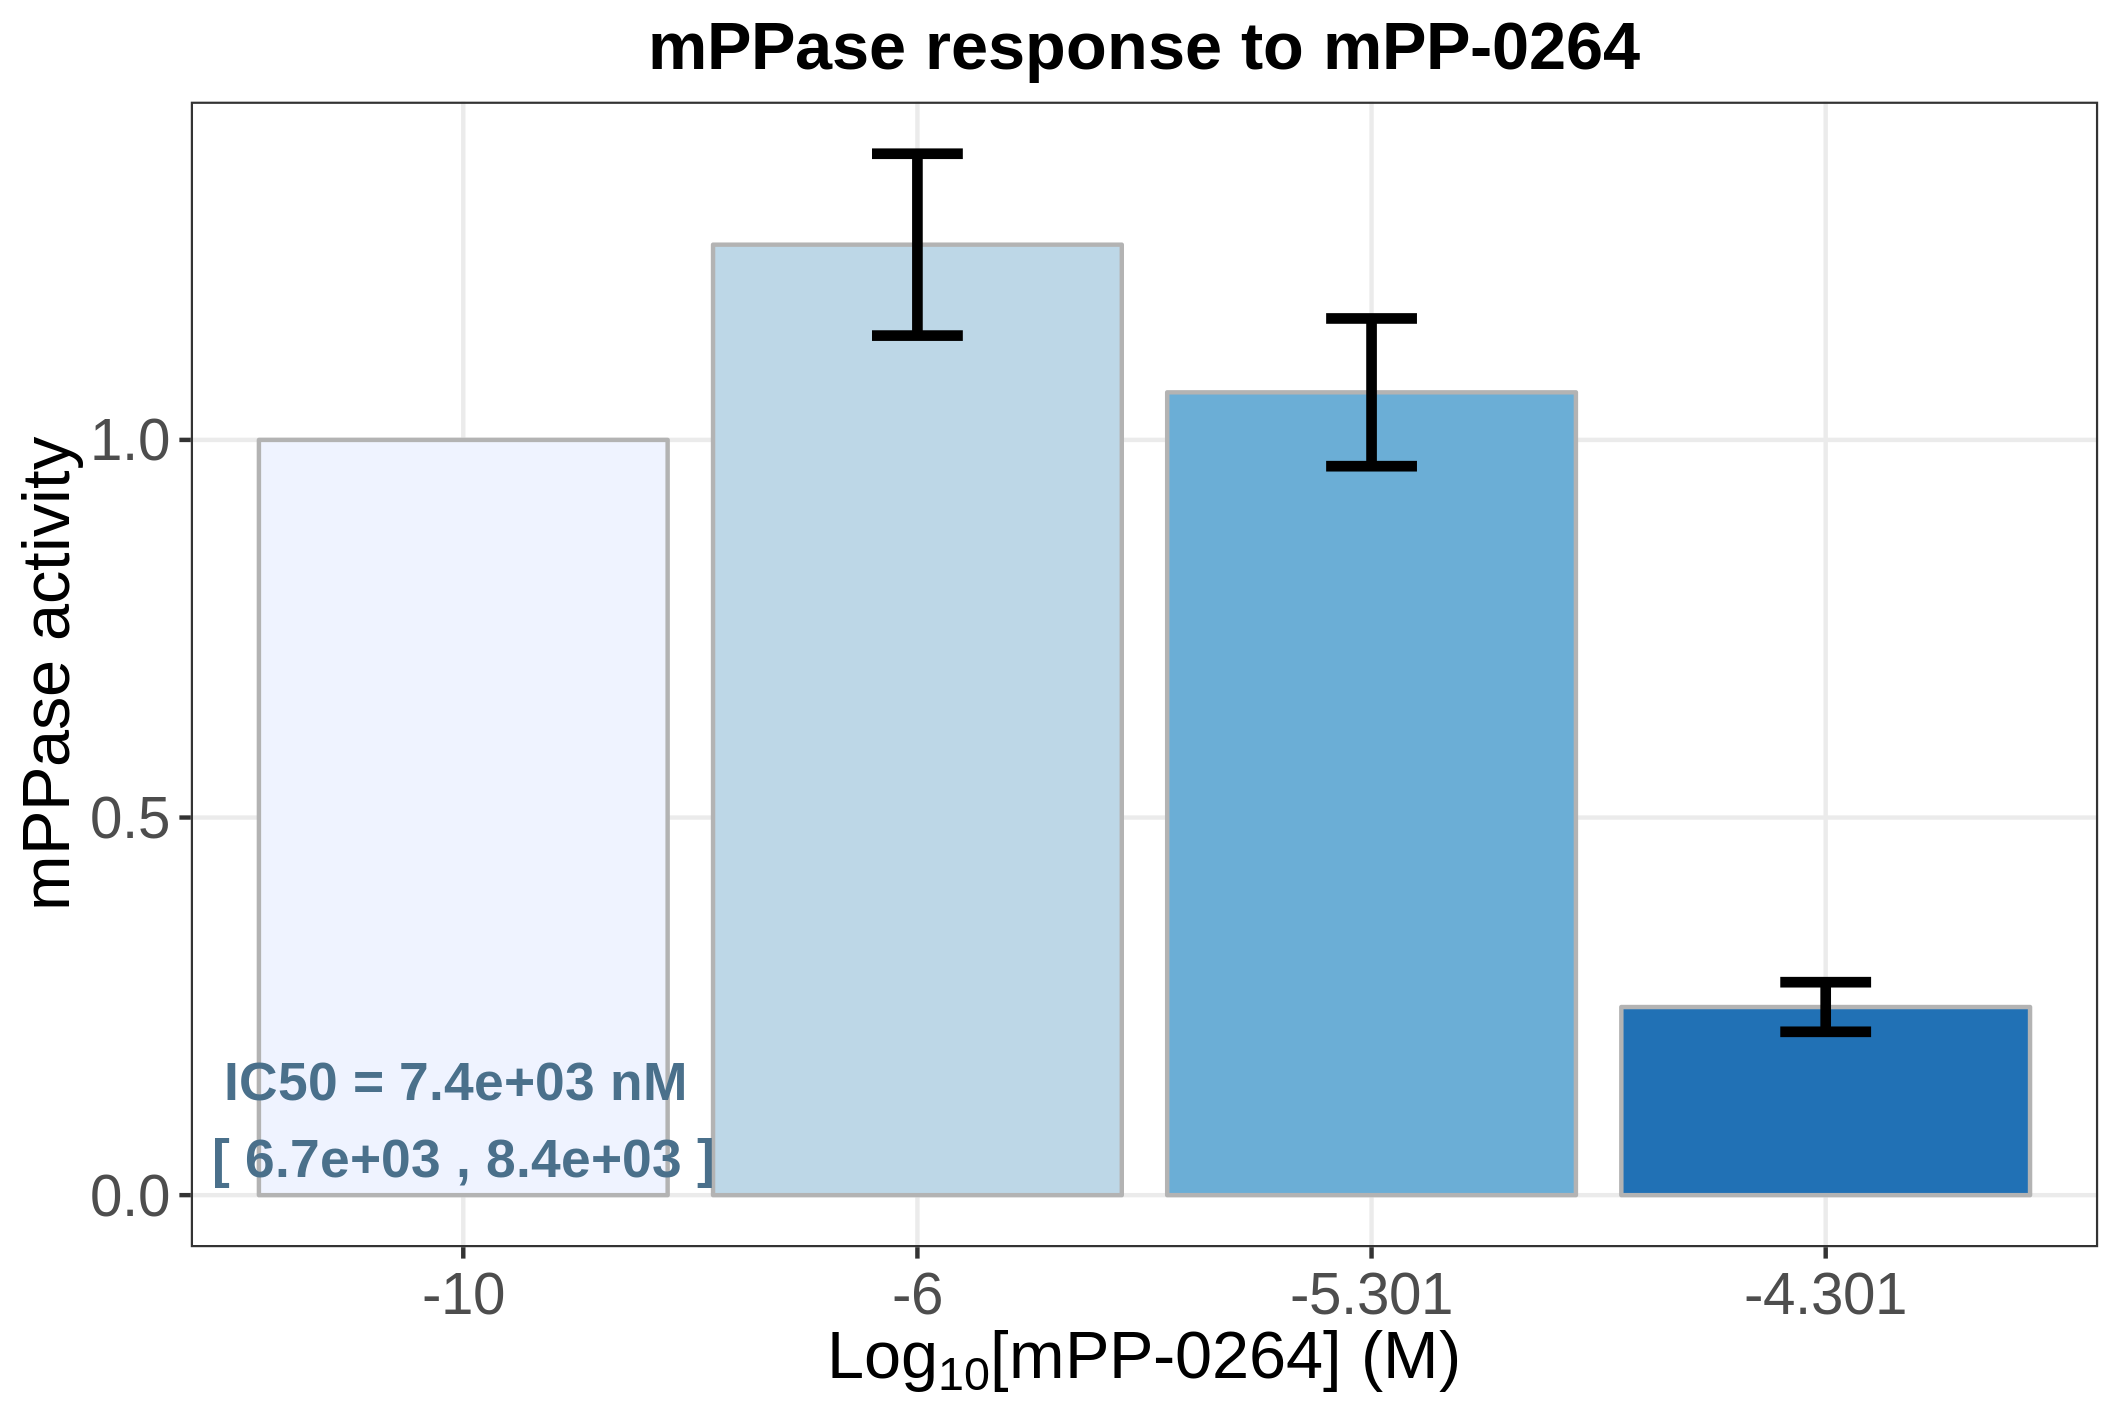 mPPase response to mPP-0264
mPPase activity
1.0
0.5
0.0
IC50 = 7.4e+03 nM
[ 6.7e+03 , 8.4e+03 ]
-10
-6
-5.301
-4.301
Log10[mPP-0264] (M)